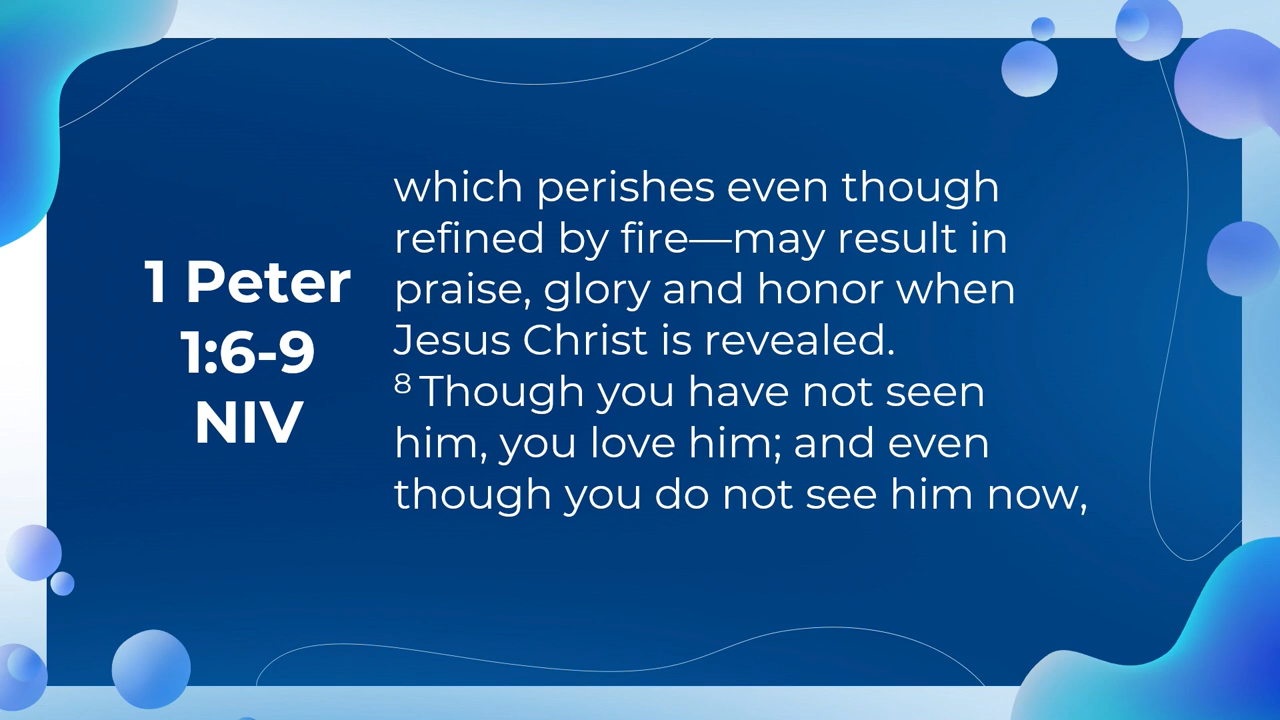 1 Peter
1:6-9
NIV
which perishes even though
refined by fire—may result in
praise, glory and honor when
Jesus Christ is revealed.
⁸ Though you have not seen
him, you love him; and even
though you do not see him now,